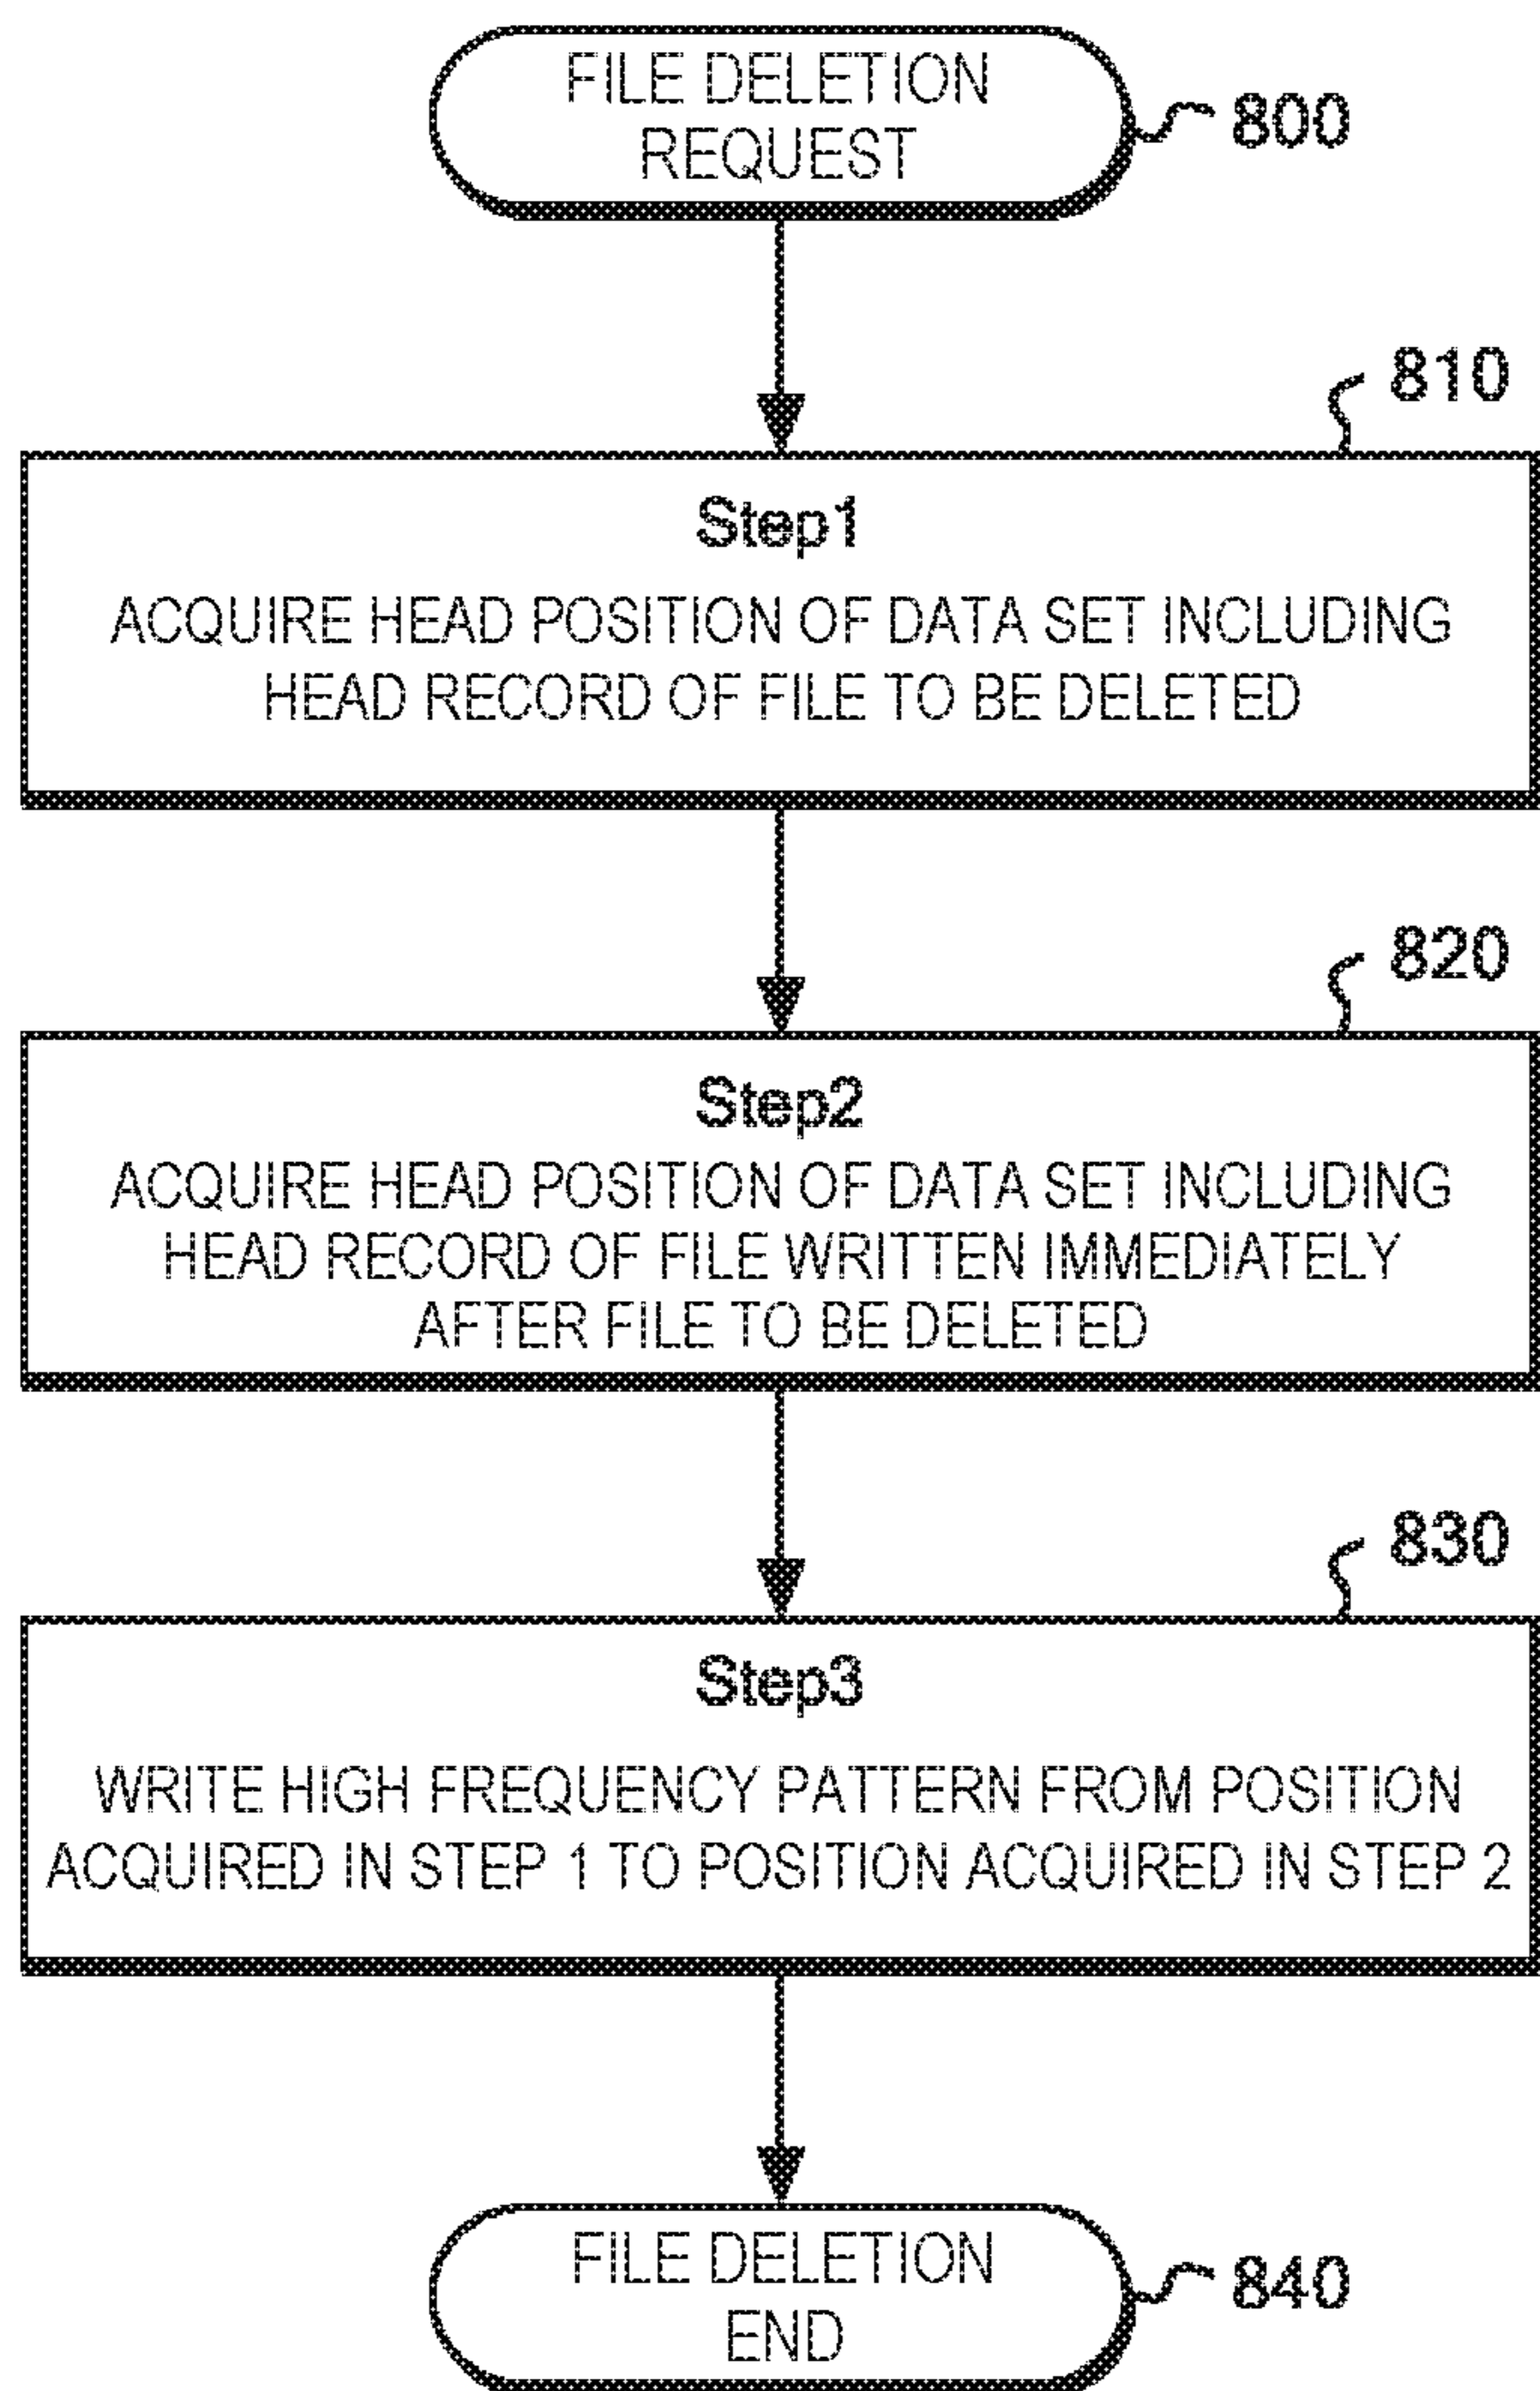 FILE DELETION
REQUEST
800
810
Step1
ACQUIRE HEAD POSITION OF DATA SET INCLUDING
HEAD RECORD OF FILE TO BE DELETED
820
Step2
ACQUIRE HEAD POSITION OF DATA SET INCLUDING
HEAD RECORD OF FILE WRITTEN IMMEDIATELY
AFTER FILE TO BE DELETED
830
Step3
WRITE HIGH FREQUENCY PATTERN FROM POSITION
ACQUIRED IN STEP 1 TO POSITION ACQUIRED IN STEP 2
FILE DELETION
END
840